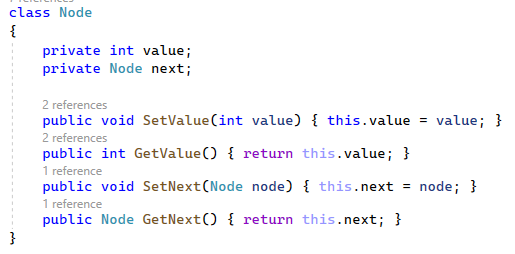 class Node
{
private int value;
private Node next;
2 references
public void SetValue(int value) { this.value = value; }
2 references
public int GetValue() { return this.value; }
1 reference
public void SetNext(Node node) { this.next = node; }
1 reference
public Node GetNext() { return this.next; }
}